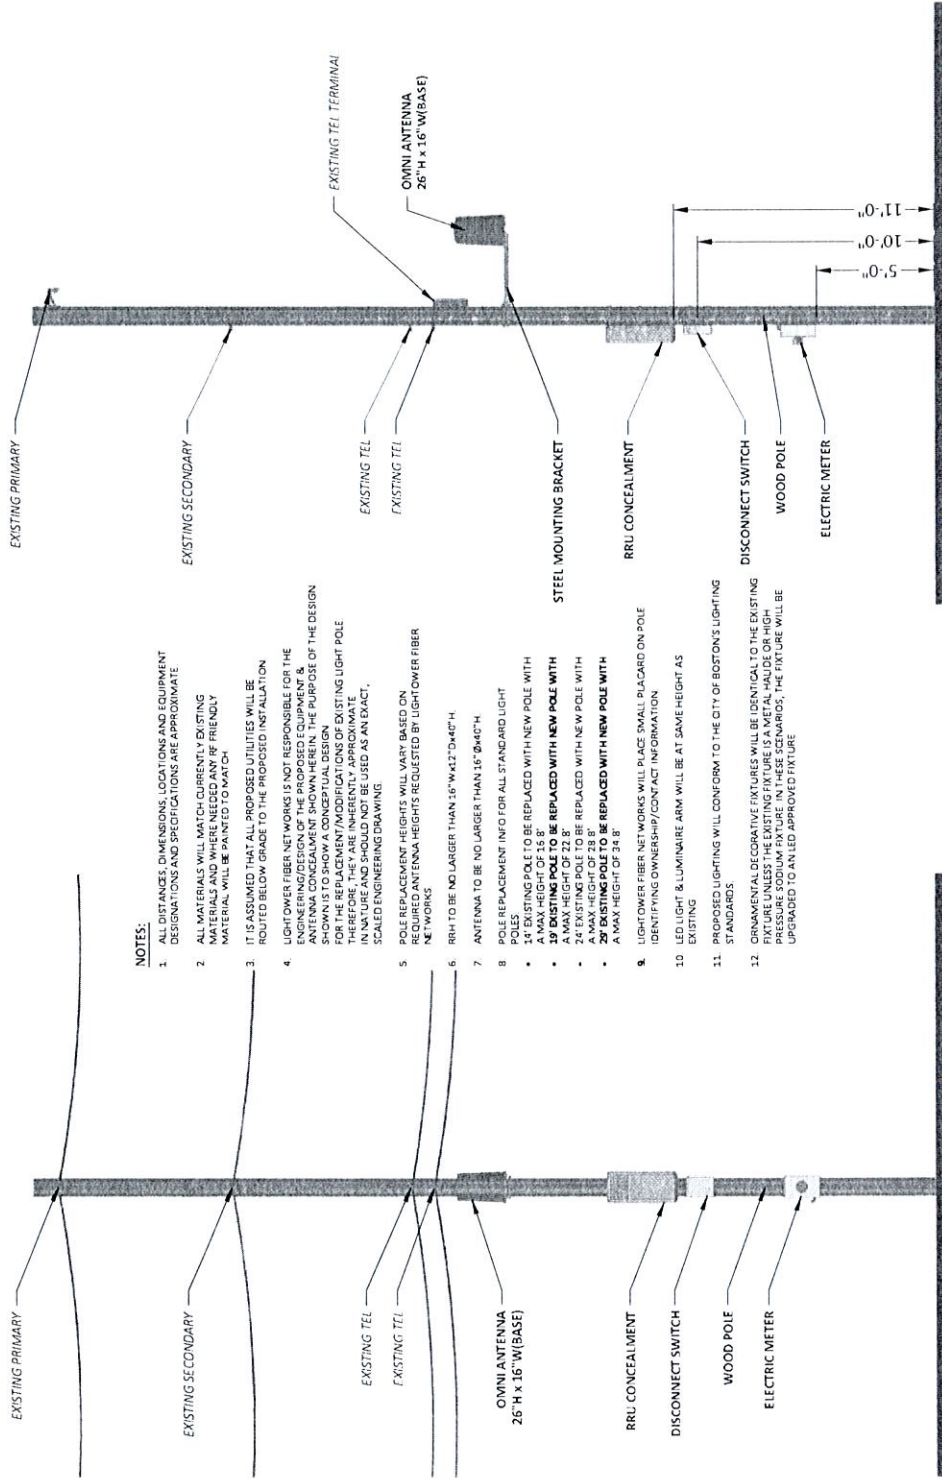 EXISTING PRIMARY
EXISTING SECONDARY
EXISTING TEL
EXISTING TEL
OMNI ANTENNA
26"H x 16"W(BASE)
RRU CONCEALMENT
DISCONNECT SWITCH
WOOD POLE
ELECTRIC METER
NOTES:
1. ALL DISTANCES, DIMENSIONS, LOCATIONS AND EQUIPMENT
DESIGNATIONS AND SPECIFICATIONS ARE APPROXIMATE
2 ALL MATERIALS WILL MATCH CURRENTLY EXISTING
MATERIALS AND WHERE NEEDED ANY RF FRIENDLY
MATERIAL WILL BE PAINTED TO MATCH
3. IT IS ASSUMED THAT ALL PROPOSED UTILITIES WILL BE
ROUTED BELOW GRADE TO THE PROPOSED INSTALLATION
4. LIGHTOWER FIBER NETWORKS IS NOT RESPONSIBLE FOR THE
ENGINEERING/DESIGN OF THE PROPOSED EQUIPMENT &
ANTENNA CONCEALMENT SHOWN HEREIN. THE PURPOSE OF THE DESIGN
SHOWN IS TO SHOW A CONCEPTUAL DESIGN
FOR THE REPLACEMENT/MODIFICATIONS OF EXISTING LIGHT POLE
THEREFORE, THEY ARE INHERENTLY APPROXIMATE
IN NATURE AND SHOULD NOT BE USED AS AN EXACT,
SCALED ENGINEERING DRAWING.
5. POLE REPLACEMENT HEIGHTS WILL VARY BASED ON
REQUIRED ANTENNA HEIGHTS REQUESTED BY LIGHTOWER FIBER
NETWORKS
6 RRH TO BE NO LARGER THAN 16"Wx12"Dx40"H.
7. ANTENNA TO BE NO LARGER THAN 16"Øx40"H
8 POLE REPLACEMENT INFO FOR ALL STANDARD LIGHT
POLES
• 14' EXISTING POLE TO BE REPLACED WITH NEW POLE WITH
A MAX HEIGHT OF 16 8"
• 19' EXISTING POLE TO BE REPLACED WITH NEW POLE WITH
A MAX HEIGHT OF 22 8"
• 24' EXISTING POLE TO BE REPLACED WITH NEW POLE WITH
A MAX HEIGHT OF 28 8"
• 29' EXISTING POLE TO BE REPLACED WITH NEW POLE WITH
A MAX HEIGHT OF 34 8"
9. LIGHTOWER FIBER NETWORKS WILL PLACE SMALL PLACARD ON POLE
IDENTIFYING OWNERSHIP/CONTACT INFORMATION
10 LED LIGHT & LUMINAIRE ARM WILL BE AT SAME HEIGHT AS
EXISTING
11. PROPOSED LIGHTING WILL CONFORM TO THE CITY OF BOSTON'S LIGHTING
STANDARDS.
12 ORNAMENTAL DECORATIVE FIXTURES WILL BE IDENTICAL TO THE EXISTING
FIXTURE UNLESS THE EXISTING FIXTURE IS A METAL HALIDE OR HIGH
PRESSURE SODIUM FIXTURE IN THESE SCENARIOS, THE FIXTURE WILL BE
UPGRADED TO AN LED APPROVED FIXTURE
EXISTING PRIMARY
EXISTING SECONDARY
EXISTING TEL
EXISTING TEL
STEEL MOUNTING BRACKET
RRU CONCEALMENT
DISCONNECT SWITCH
WOOD POLE
ELECTRIC METER
EXISTING TEL TERMINAL
OMNI ANTENNA
26"H x 16"W(BASE)
11'-0"
10'-0"
5'-0"